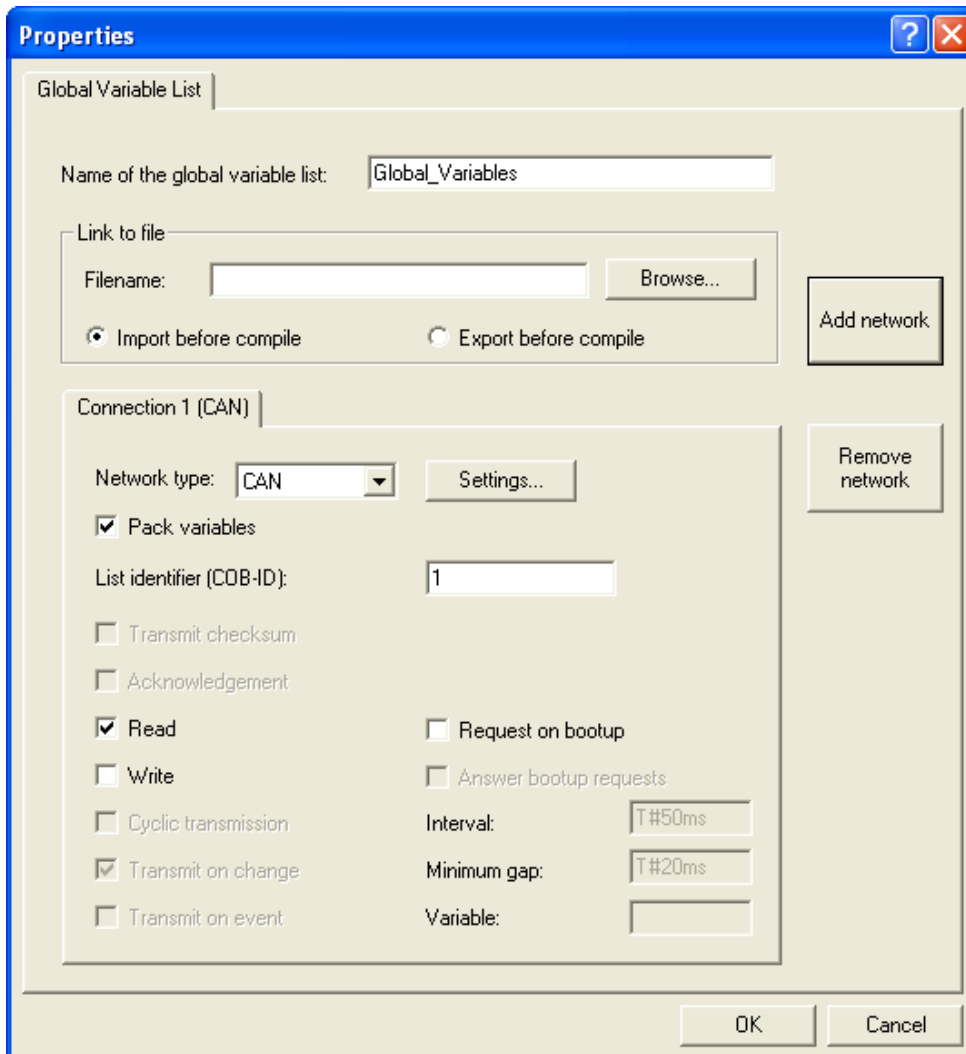 Properties
Global Variable List
Name of the global variable list: Global_Variables
Link to file
Filename: Browse...
Import before compile Export before compile
Add network
Connection 1 (CAN)
Network type: CAN Settings...
Remove
network
Pack variables
List identifier (COB-ID): 1
Transmit checksum
Acknowledgement
Read Request on bootup
Write Answer bootup requests
Cyclic transmission Interval: T#50ms
Transmit on change Minimum gap: T#20ms
Transmit on event Variable:
OK Cancel